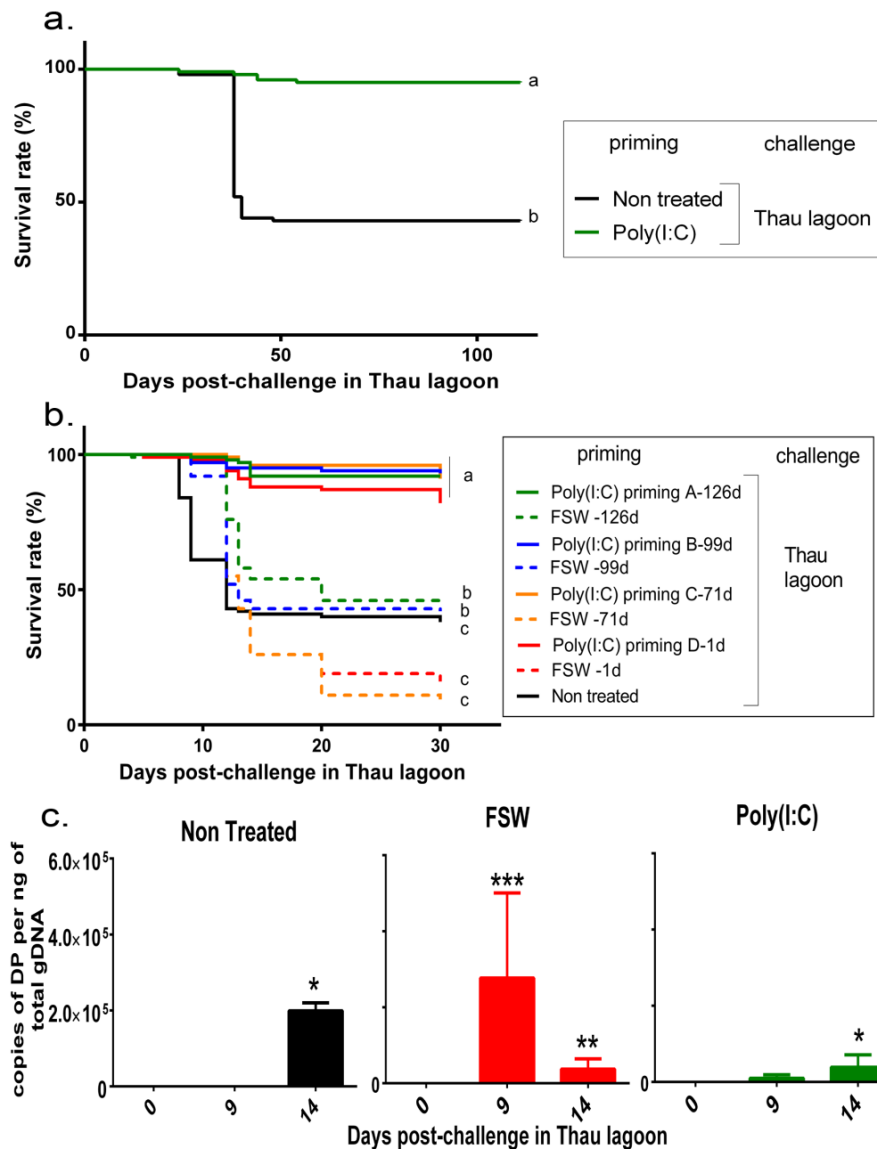 a.
100
50
0
Survival rate (%)
a
b
0 50 100
Days post-challenge in Thau lagoon
priming challenge
Non treated
Poly(I:C)
Thau lagoon
b.
100
50
0
Survival rate (%)
a
b
b
c
c
c
0 10 20 30
Days post-challenge in Thau lagoon
priming challenge
Poly(I:C) priming A-126d
FSW -126d
Poly(I:C) priming B-99d
FSW -99d
Poly(I:C) priming C-71d
FSW -71d
Poly(I:C) priming D-1d
FSW -1d
Non treated
Thau
lagoon
c.
Non Treated FSW Poly(I:C)
copies of DP per ng of
total gDNA
6.0×10⁵
4.0×10⁵
2.0×10⁵
0
*
0 9 14
0
***
**
0 9 14
0
*
0 9 14
Days post-challenge in Thau lagoon